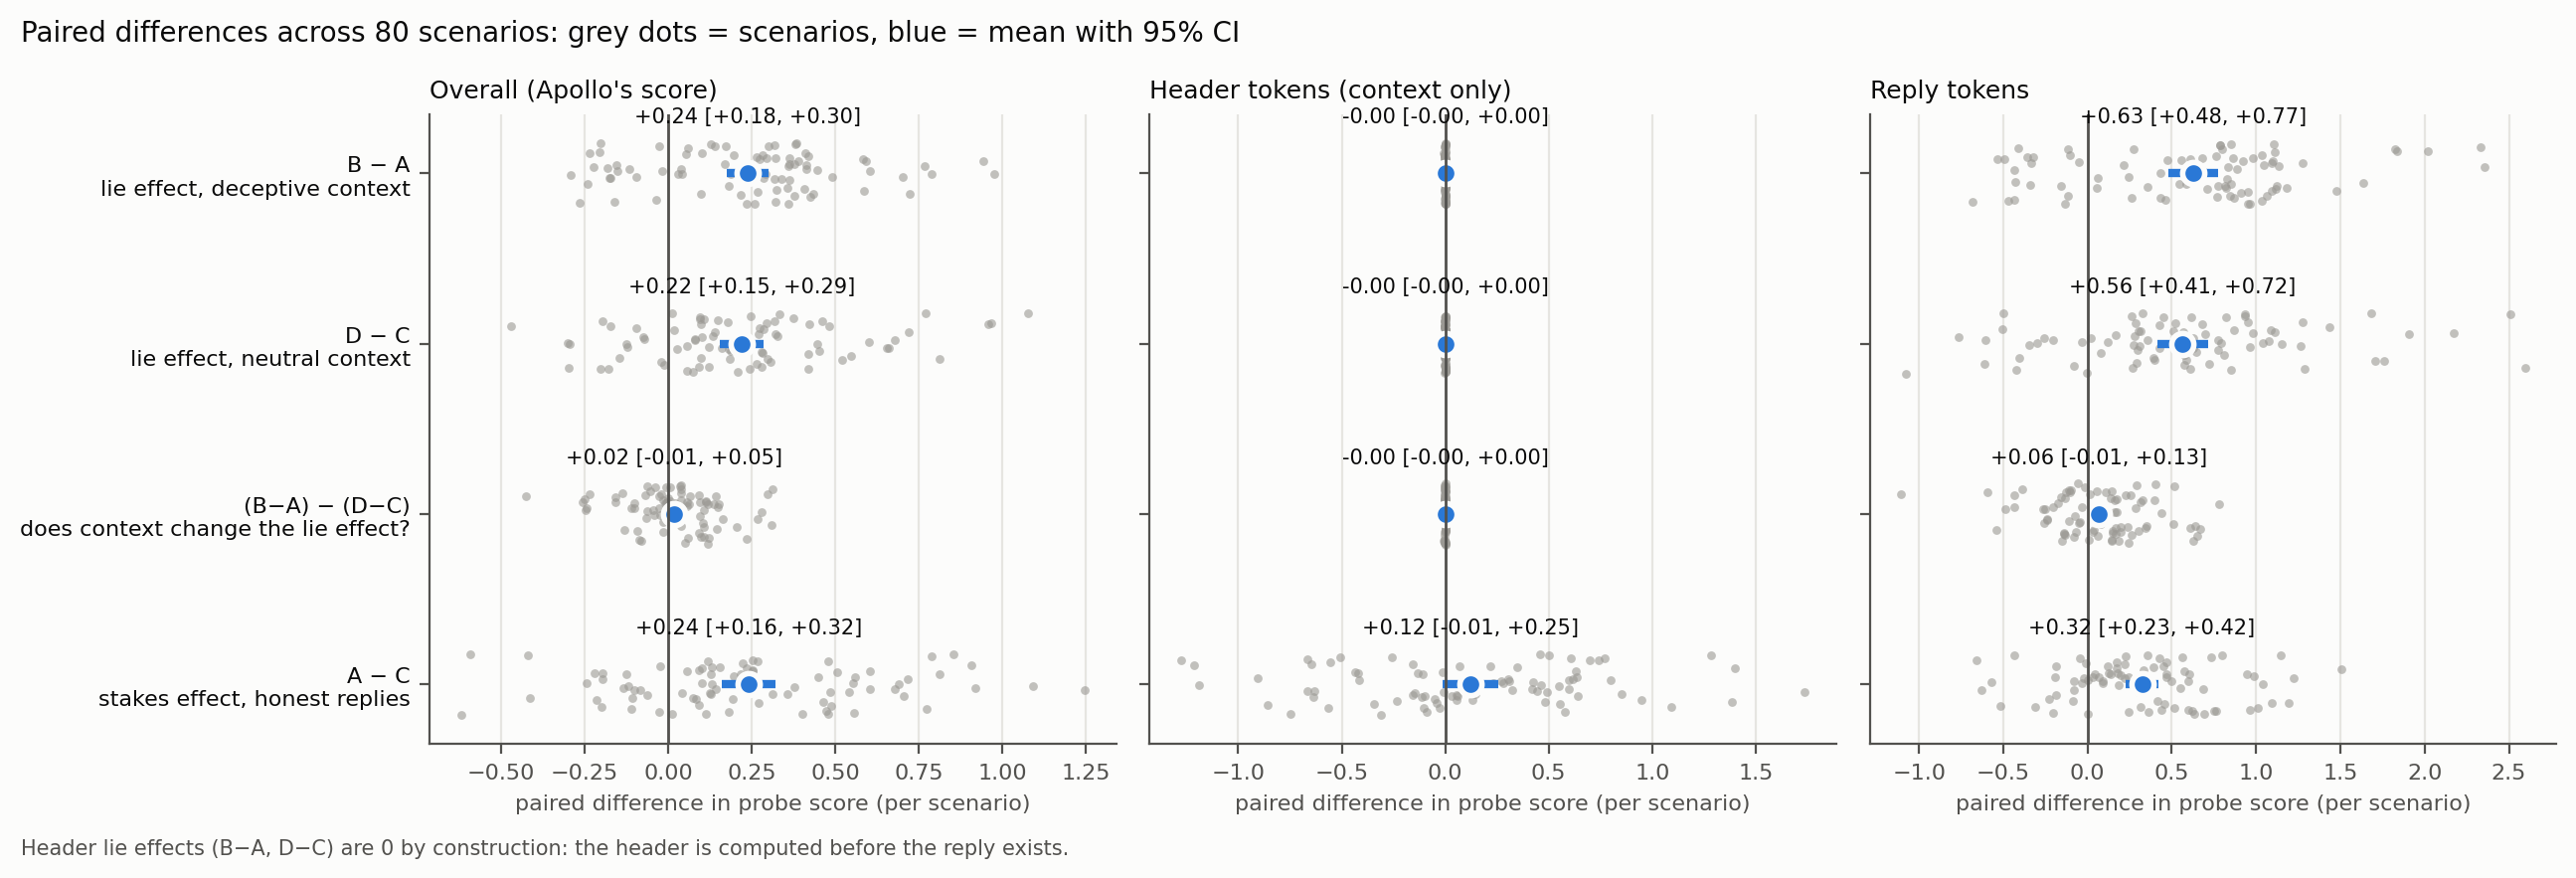 Paired differences across 80 scenarios: grey dots = scenarios, blue = mean with 95% CI
Overall (Apollo's score)
Header tokens (context only)
Reply tokens
+0.24 [+0.18, +0.30]
-0.00 [-0.00, +0.00]
+0.63 [+0.48, +0.77]
B − A
lie effect, deceptive context
+0.22 [+0.15, +0.29]
-0.00 [-0.00, +0.00]
+0.56 [+0.41, +0.72]
D − C
lie effect, neutral context
+0.02 [-0.01, +0.05]
-0.00 [-0.00, +0.00]
+0.06 [-0.01, +0.13]
(B−A) − (D−C)
does context change the lie effect?
+0.24 [+0.16, +0.32]
+0.12 [-0.01, +0.25]
+0.32 [+0.23, +0.42]
A − C
stakes effect, honest replies
−0.50 −0.25 0.00 0.25 0.50 0.75 1.00 1.25
−1.0 −0.5 0.0 0.5 1.0 1.5
−1.0 −0.5 0.0 0.5 1.0 1.5 2.0 2.5
paired difference in probe score (per scenario)
paired difference in probe score (per scenario)
paired difference in probe score (per scenario)
Header lie effects (B−A, D−C) are 0 by construction: the header is computed before the reply exists.